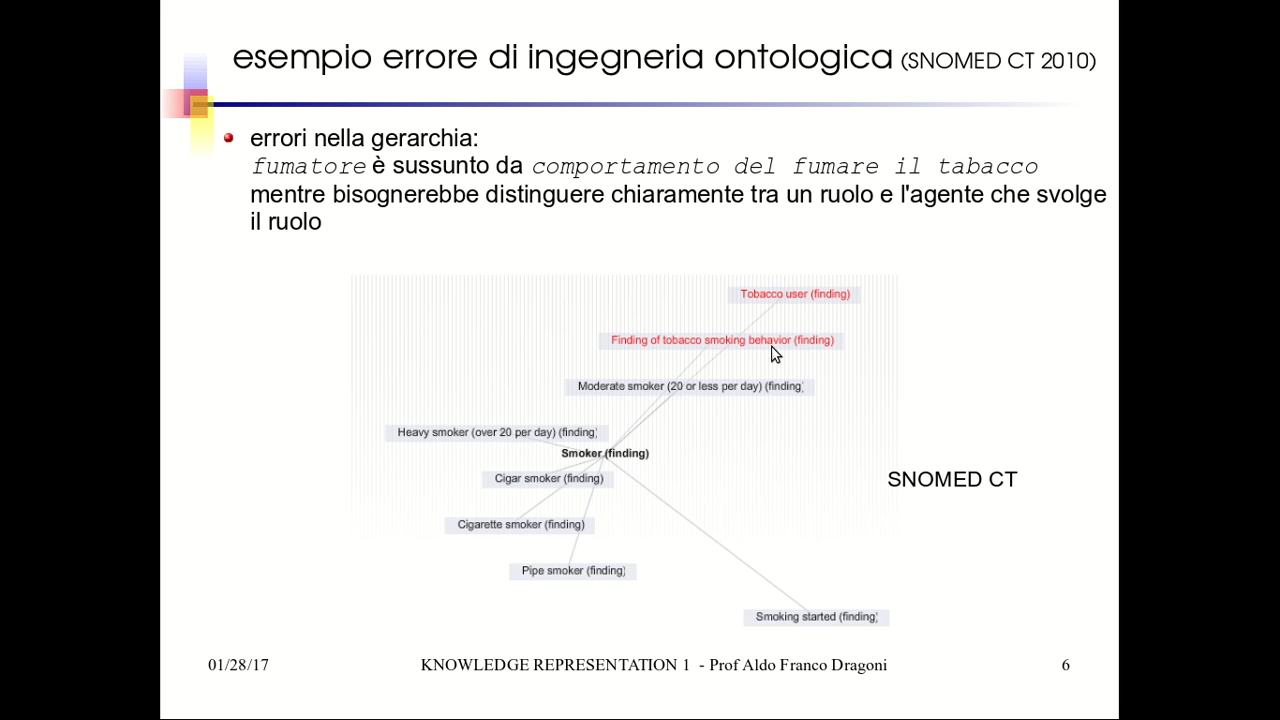 esempio errore di ingegneria ontologica (SNOMED CT 2010)
errori nella gerarchia:
fumatore è sussunto da comportamento del fumare il tabacco
mentre bisognerebbe distinguere chiaramente tra un ruolo e l'agente che svolge
il ruolo
Tobacco user (finding)
Finding of tobacco smoking behavior (finding)
Moderate smoker (20 or less per day) (finding)
Heavy smoker (over 20 per day) (finding)
Smoker (finding)
Cigar smoker (finding)
SNOMED CT
Cigarette smoker (finding)
Pipe smoker (finding)
Smoking started (finding)
01/28/17 KNOWLEDGE REPRESENTATION 1 - Prof Aldo Franco Dragoni 6